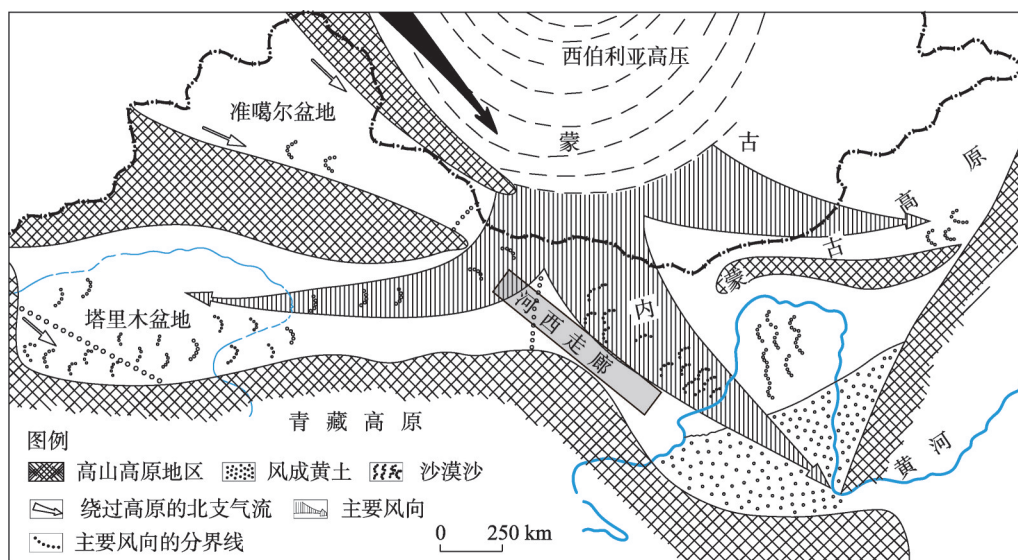 西伯利亚高压
准噶尔盆地
蒙古高原
内蒙古
塔里木盆地
河西走廊
青藏高原
黄河
图例
高山高原地区 风成黄土 沙漠沙
绕过高原的北支气流 主要风向
主要风向的分界线
0 250 km